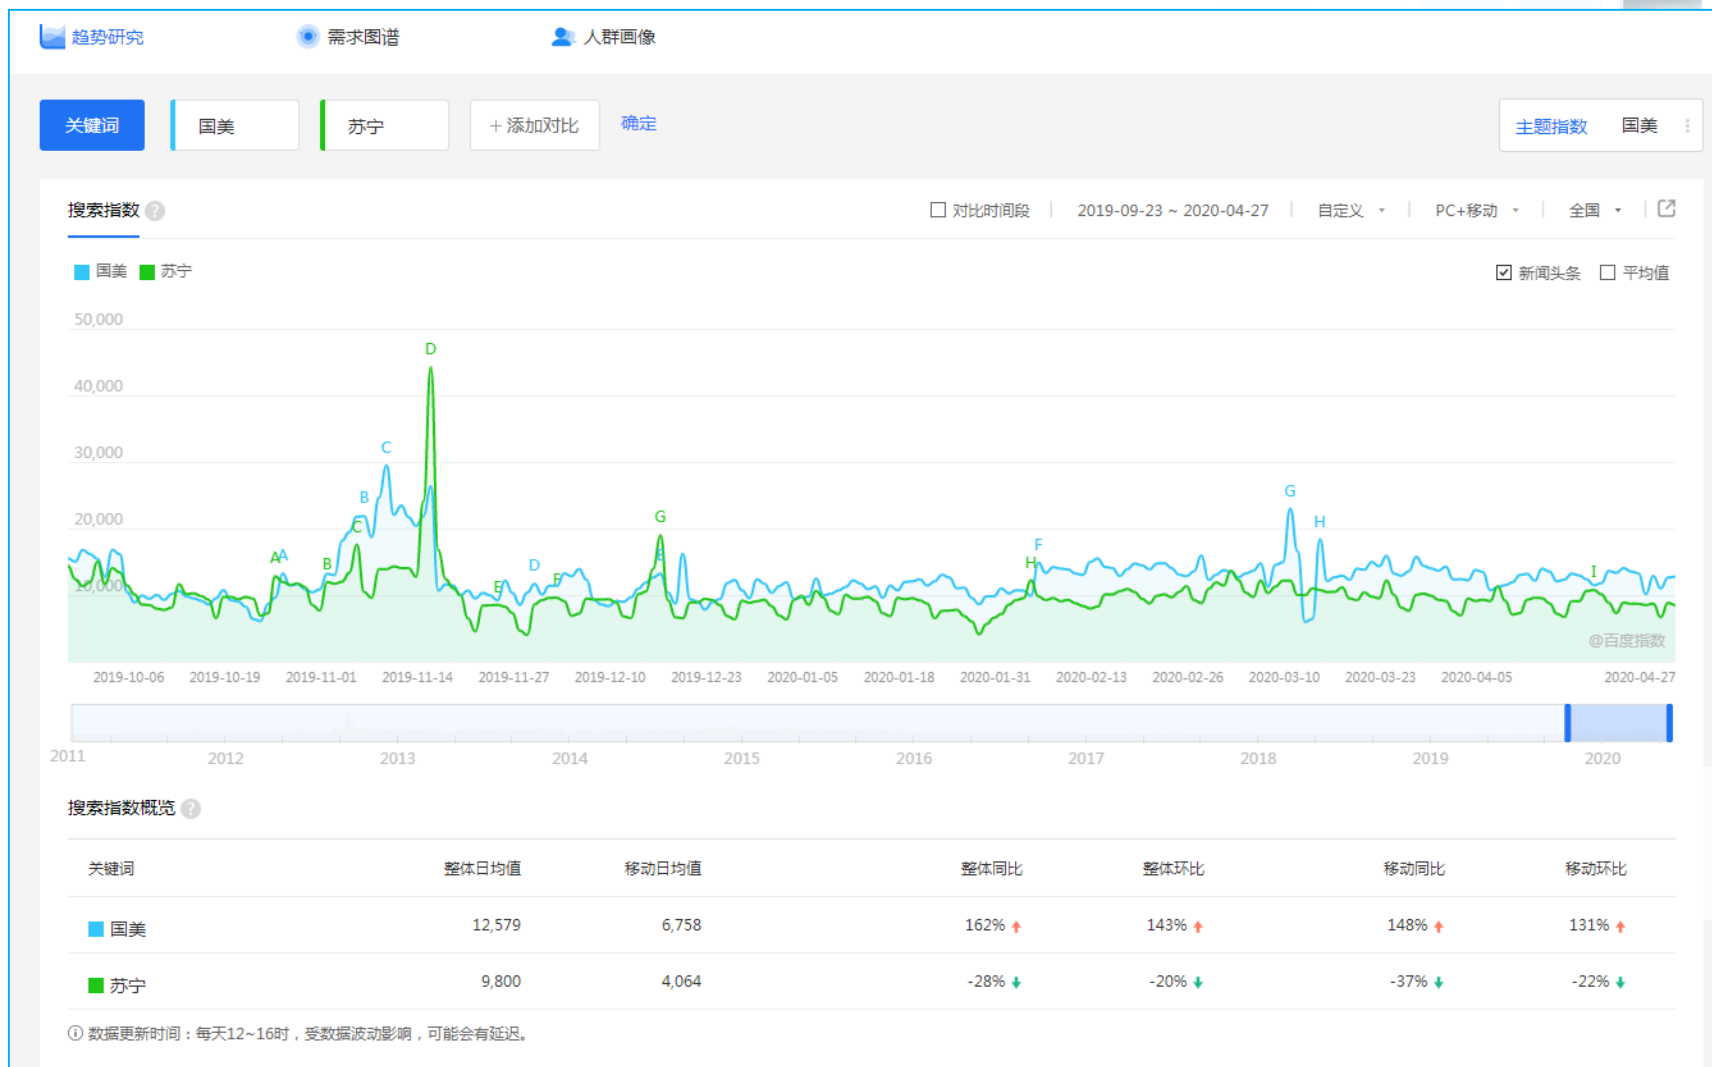 趋势研究 需求图谱 人群画像
关键词 国美 苏宁 + 添加对比 确定 主题指数 国美
搜索指数 ? 对比时间段 2019-09-23 ~ 2020-04-27 自定义 PC+移动 全国
国美 苏宁 新闻头条 平均值
50,000
D
40,000
C
30,000
G
B
20,000
C G H
A A B D E F E H F I
10,000
@百度指数
2019-10-06 2019-10-19 2019-11-01 2019-11-14 2019-11-27 2019-12-10 2019-12-23 2020-01-05 2020-01-18 2020-01-31 2020-02-13 2020-02-26 2020-03-10 2020-03-23 2020-04-05 2020-04-27
2011 2012 2013 2014 2015 2016 2017 2018 2019 2020
搜索指数概览 ?
关键词 整体日均值 移动日均值 整体同比 整体环比 移动同比 移动环比
国美 12,579 6,758 162% 143% 148% 131%
苏宁 9,800 4,064 -28% -20% -37% -22%
数据更新时间：每天12~16时，受数据波动影响，可能会有延迟。